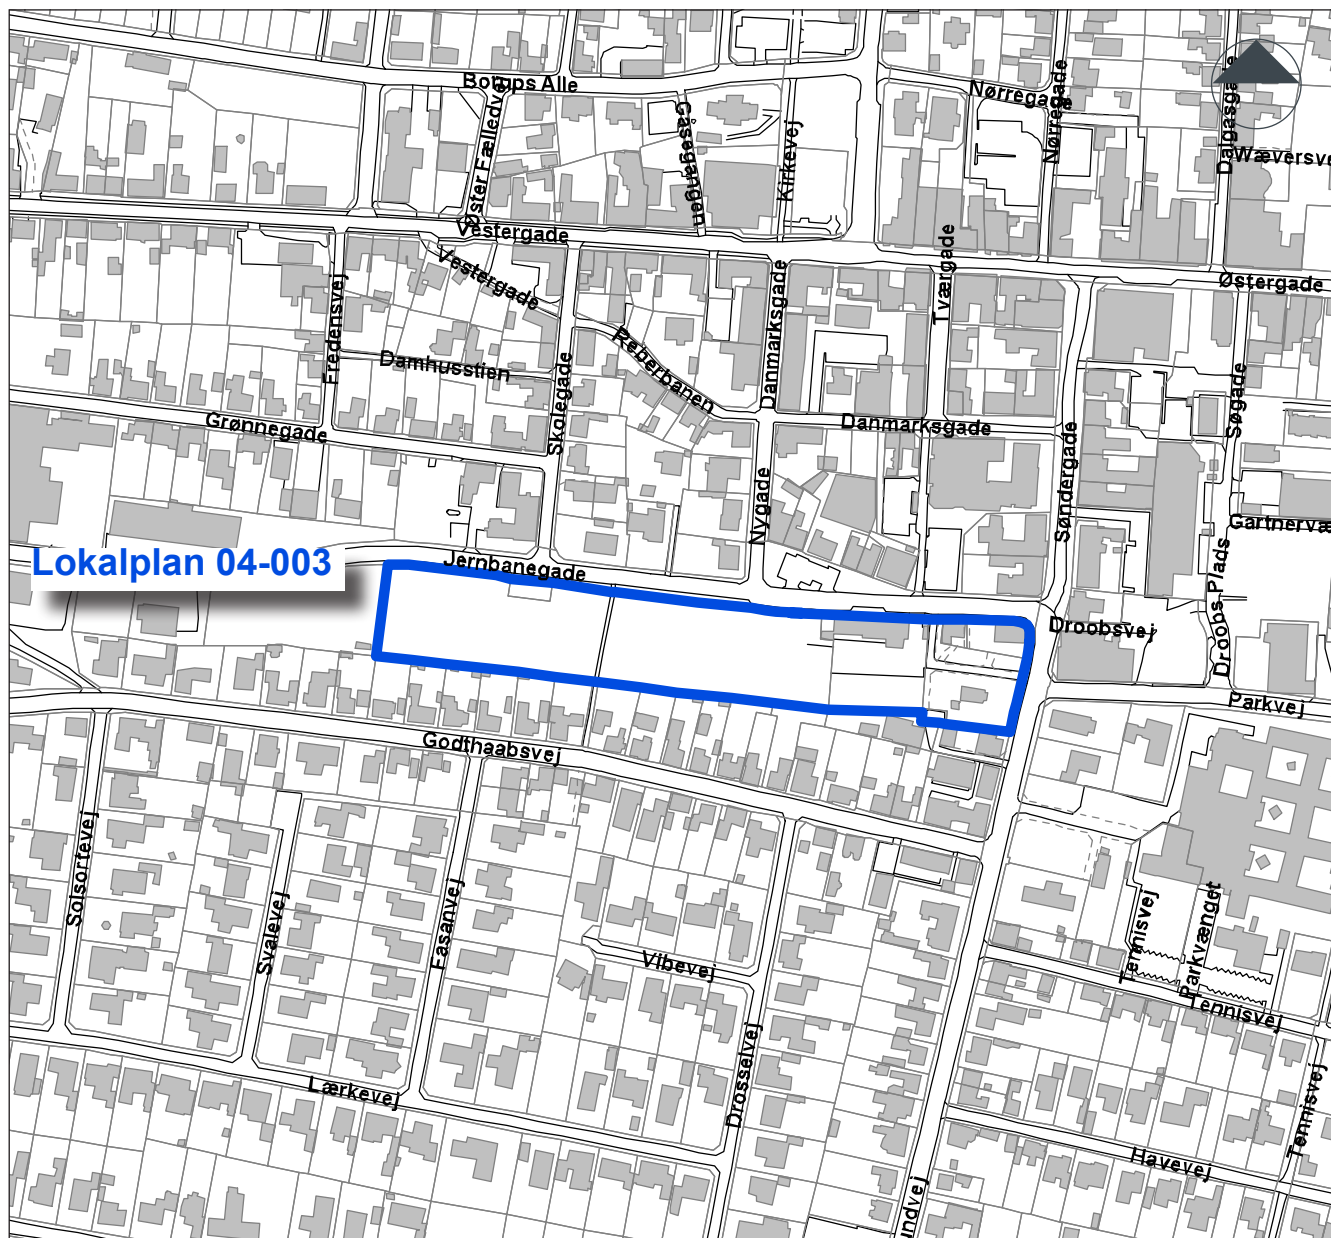 Borups Alle
Nørregade
Nørregade
Dalgasgade
Wæversve
Øster Fælledvej
Gåsegangen
Kirkevej
Vestergade
Vestergade
Tværgade
Østergade
Fredensvej
Danmarksgade
Reberbanen
Damhusstien
Skolegade
Søgade
Grønnegade
Danmarksgade
Søndergade
Nygade
Gartnervæ
Lokalplan 04-003
Jernbanegade
Droobs Plads
Droobsvej
Parkvej
Godthaabsvej
Solsortevej
Svalevej
Fasanvej
Vibevej
Tennisvej
Parkvænget
Tennisvej
Drosselvej
Lærkevej
Tennisvej
Havevej
undvej